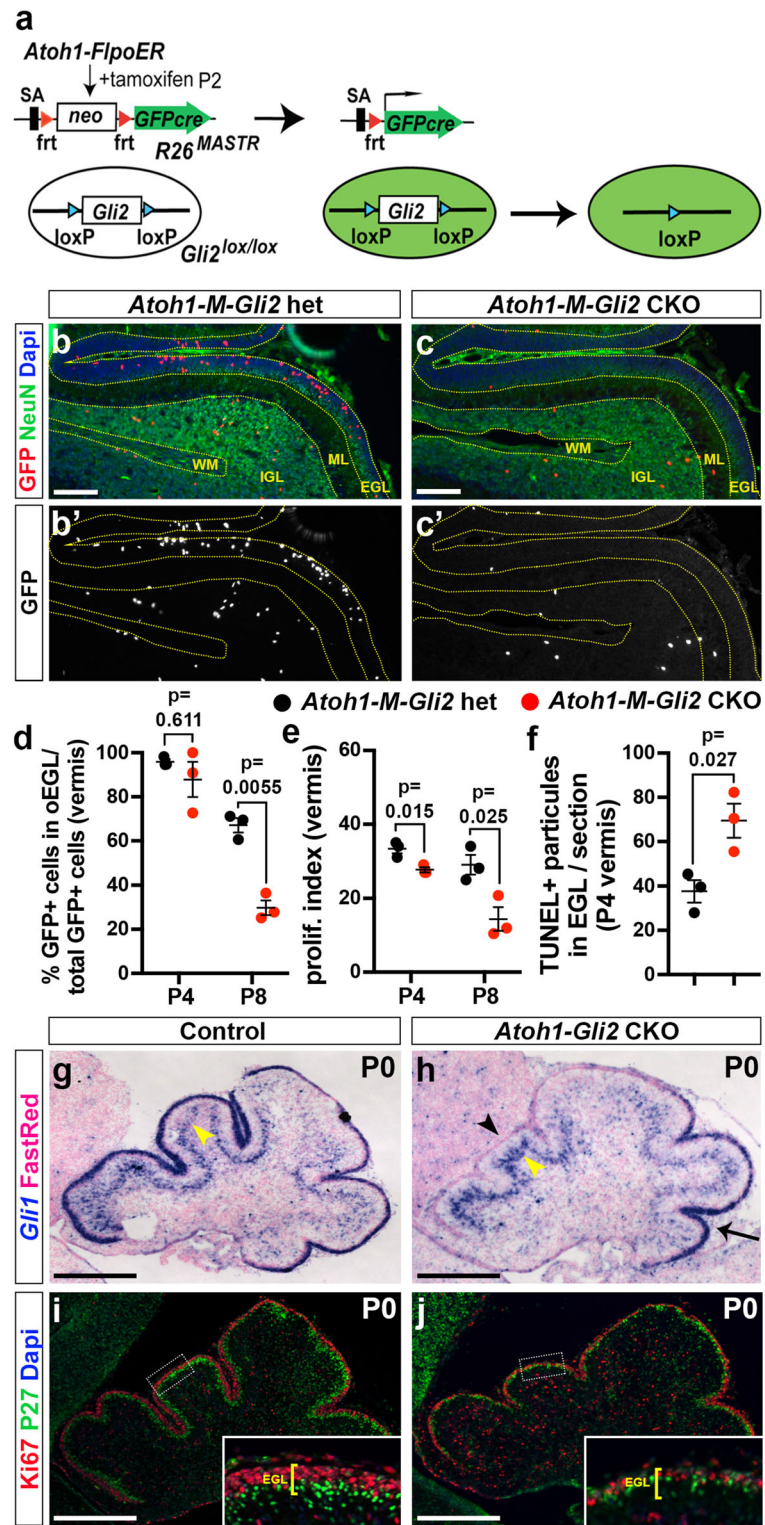 a
Atoh1-FlpoER
+tamoxifen P2
SA
neo
GFPcre
frt
frt
R26MASTR
SA
GFPcre
frt
Gli2
loxP
loxP
Gli2lox/lox
Gli2
loxP
loxP
loxP
Atoh1-M-Gli2 het
Atoh1-M-Gli2 CKO
GFP NeuN Dapi
b
WM
IGL
ML
EGL
c
WM
IGL
ML
EGL
GFP
b'
c'
Atoh1-M-Gli2 het
Atoh1-M-Gli2 CKO
d
% GFP+ cells in oEGL/
total GFP+ cells (vermis)
100
80
60
40
20
0
p=
0.611
p=
0.0055
P4
P8
e
prolif. index (vermis)
60
40
20
0
p=
0.015
p=
0.025
P4
P8
f
TUNEL+ particules
in EGL / section
(P4 vermis)
100
80
60
40
20
0
p=
0.027
Control
Atoh1-Gli2 CKO
Gli1 FastRed
g
P0
h
P0
Ki67 P27 Dapi
i
P0
EGL
j
P0
EGL